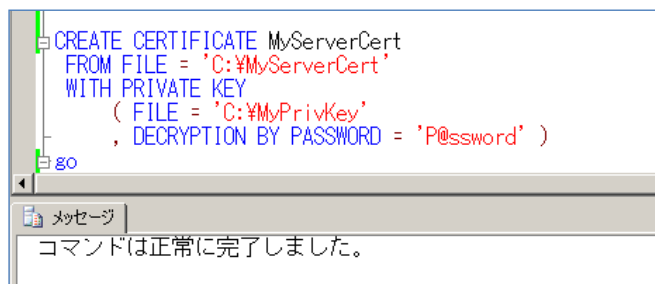 CREATE CERTIFICATE MyServerCert
FROM FILE = 'C:¥MyServerCert'
WITH PRIVATE KEY
( FILE = 'C:¥MyPrivKey'
, DECRYPTION BY PASSWORD = 'P@ssword' )
go
メッセージ
コマンドは正常に完了しました。